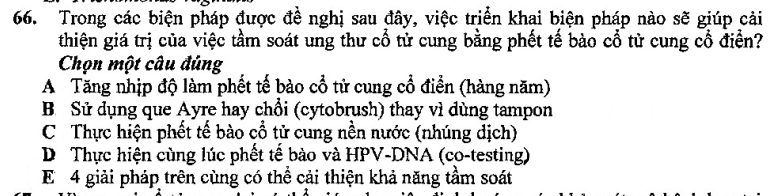 66. Trong các biện pháp được đề nghị sau đây, việc triển khai biện pháp nào sẽ giúp cải
thiện giá trị của việc tầm soát ung thư cổ tử cung bằng phết tế bào cổ tử cung cổ điển?
Chọn một câu đúng
A Tăng nhịp độ làm phết tế bào cổ tử cung cổ điển (hàng năm)
B Sử dụng que Ayre hay chổi (cytobrush) thay vì dùng tampon
C Thực hiện phết tế bào cổ tử cung nền nước (nhúng dịch)
D Thực hiện cùng lúc phết tế bào và HPV-DNA (co-testing)
E 4 giải pháp trên cùng có thể cải thiện khả năng tầm soát